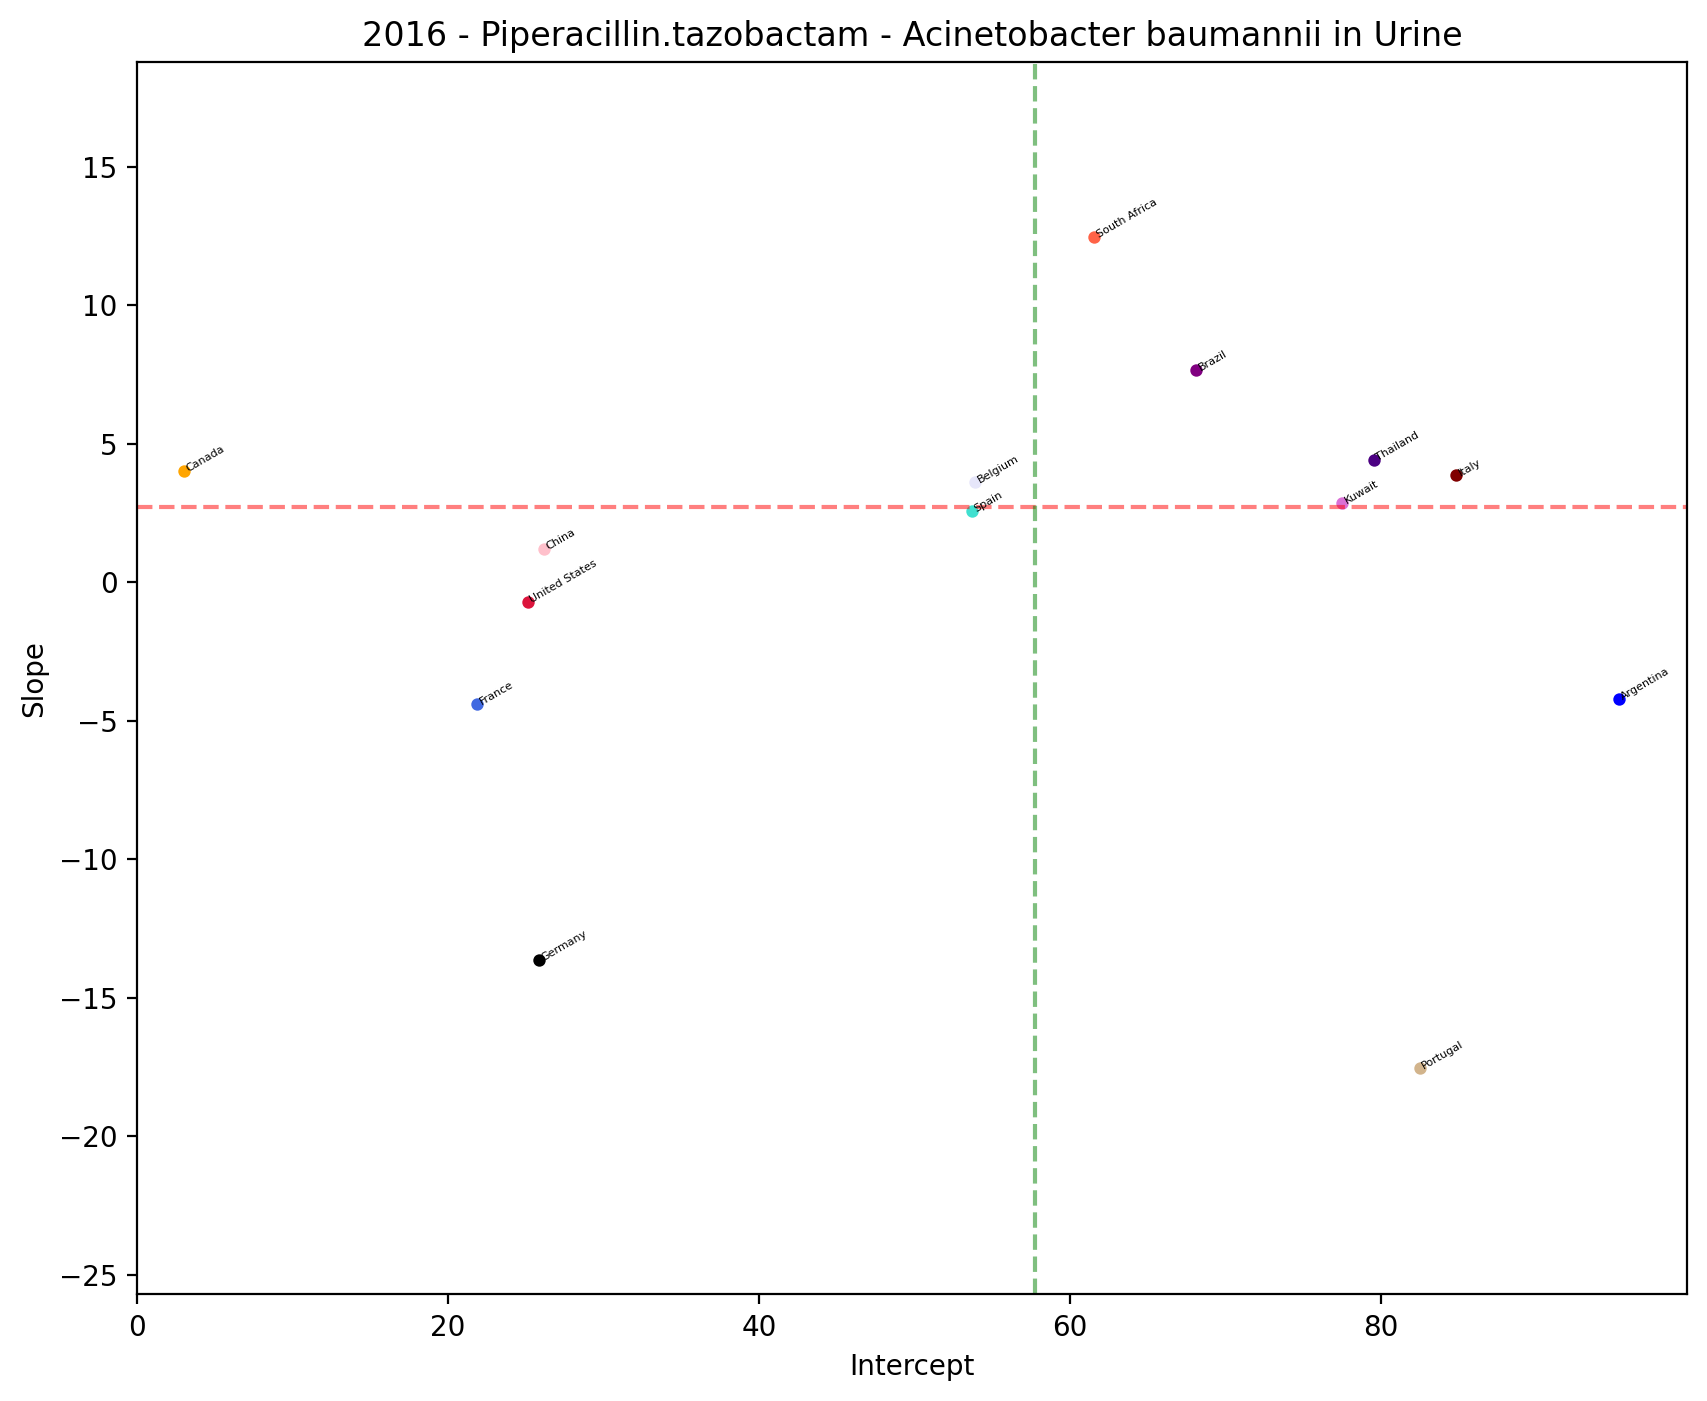 2016 - Piperacillin.tazobactam - Acinetobacter baumannii in Urine
15
10
5
0
−5
−10
−15
−20
−25
Slope
South Africa
Brazil
Thailand
Italy
Kuwait
Canada
Belgium
Spain
China
United States
France
Argentina
Germany
Portugal
0
20
40
60
80
Intercept